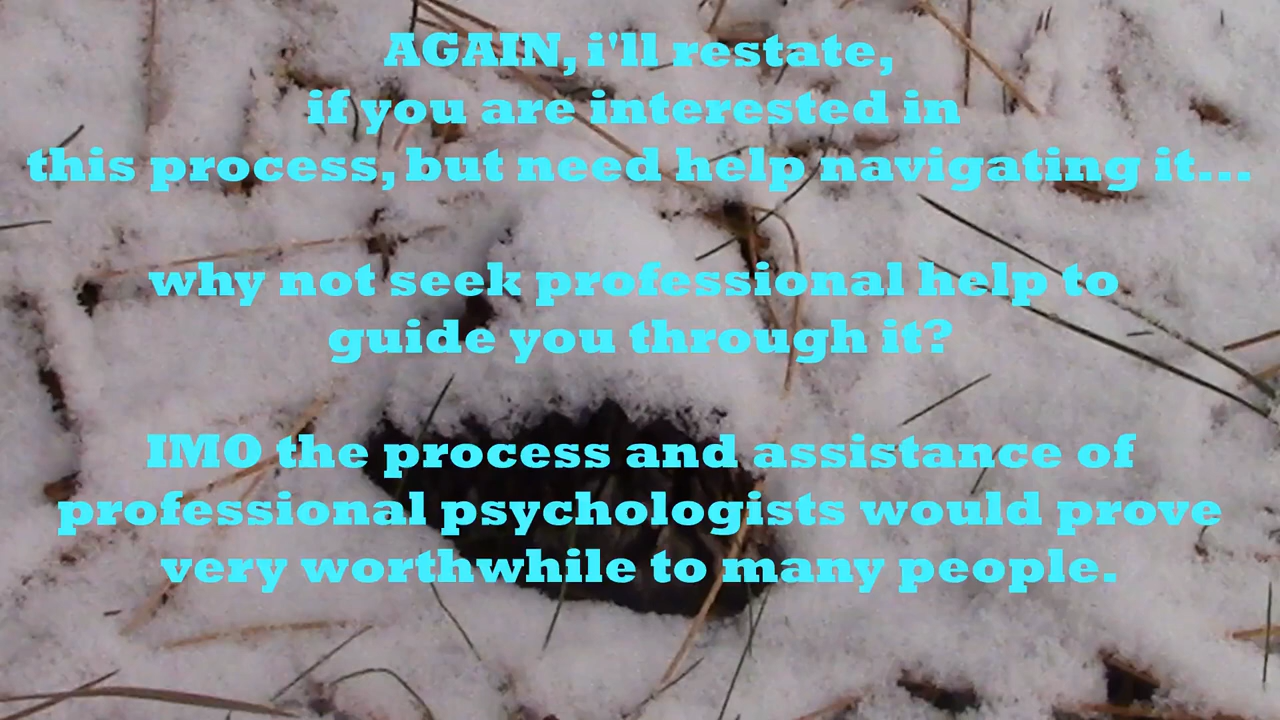 AGAIN, i'll restate,
if you are interested in
this process, but need help navigating it...
why not seek professional help to
guide you through it?
IMO the process and assistance of
professional psychologists would prove
very worthwhile to many people.